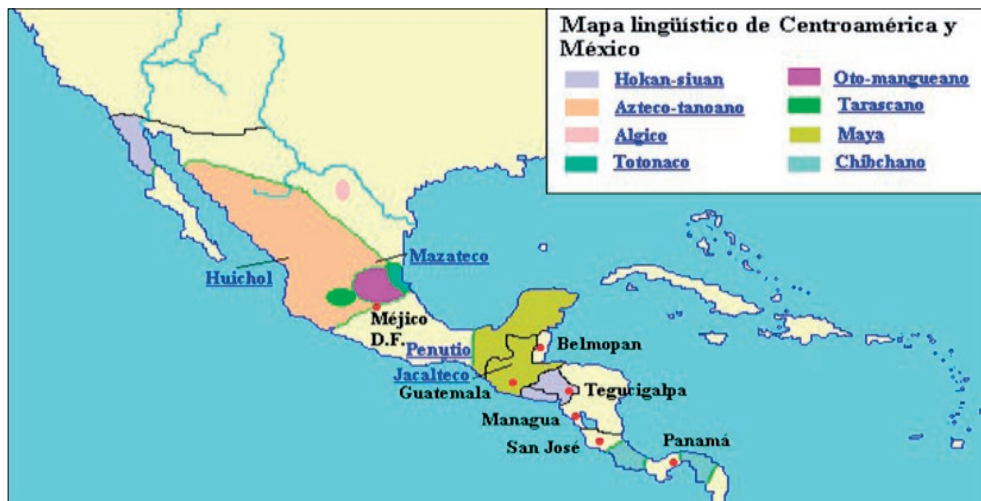 Mapa lingüístico de Centroamérica y
México
Hokan-siuan
Azteco-tanoano
Algico
Totonaco
Oto-mangueano
Tarascano
Maya
Chibchano
Huichol
Mazateco
Méjico
D.F.
Penutio
Jacalteco
Guatemala
Belmopan
Tegucigalpa
Managua
San José
Panamá